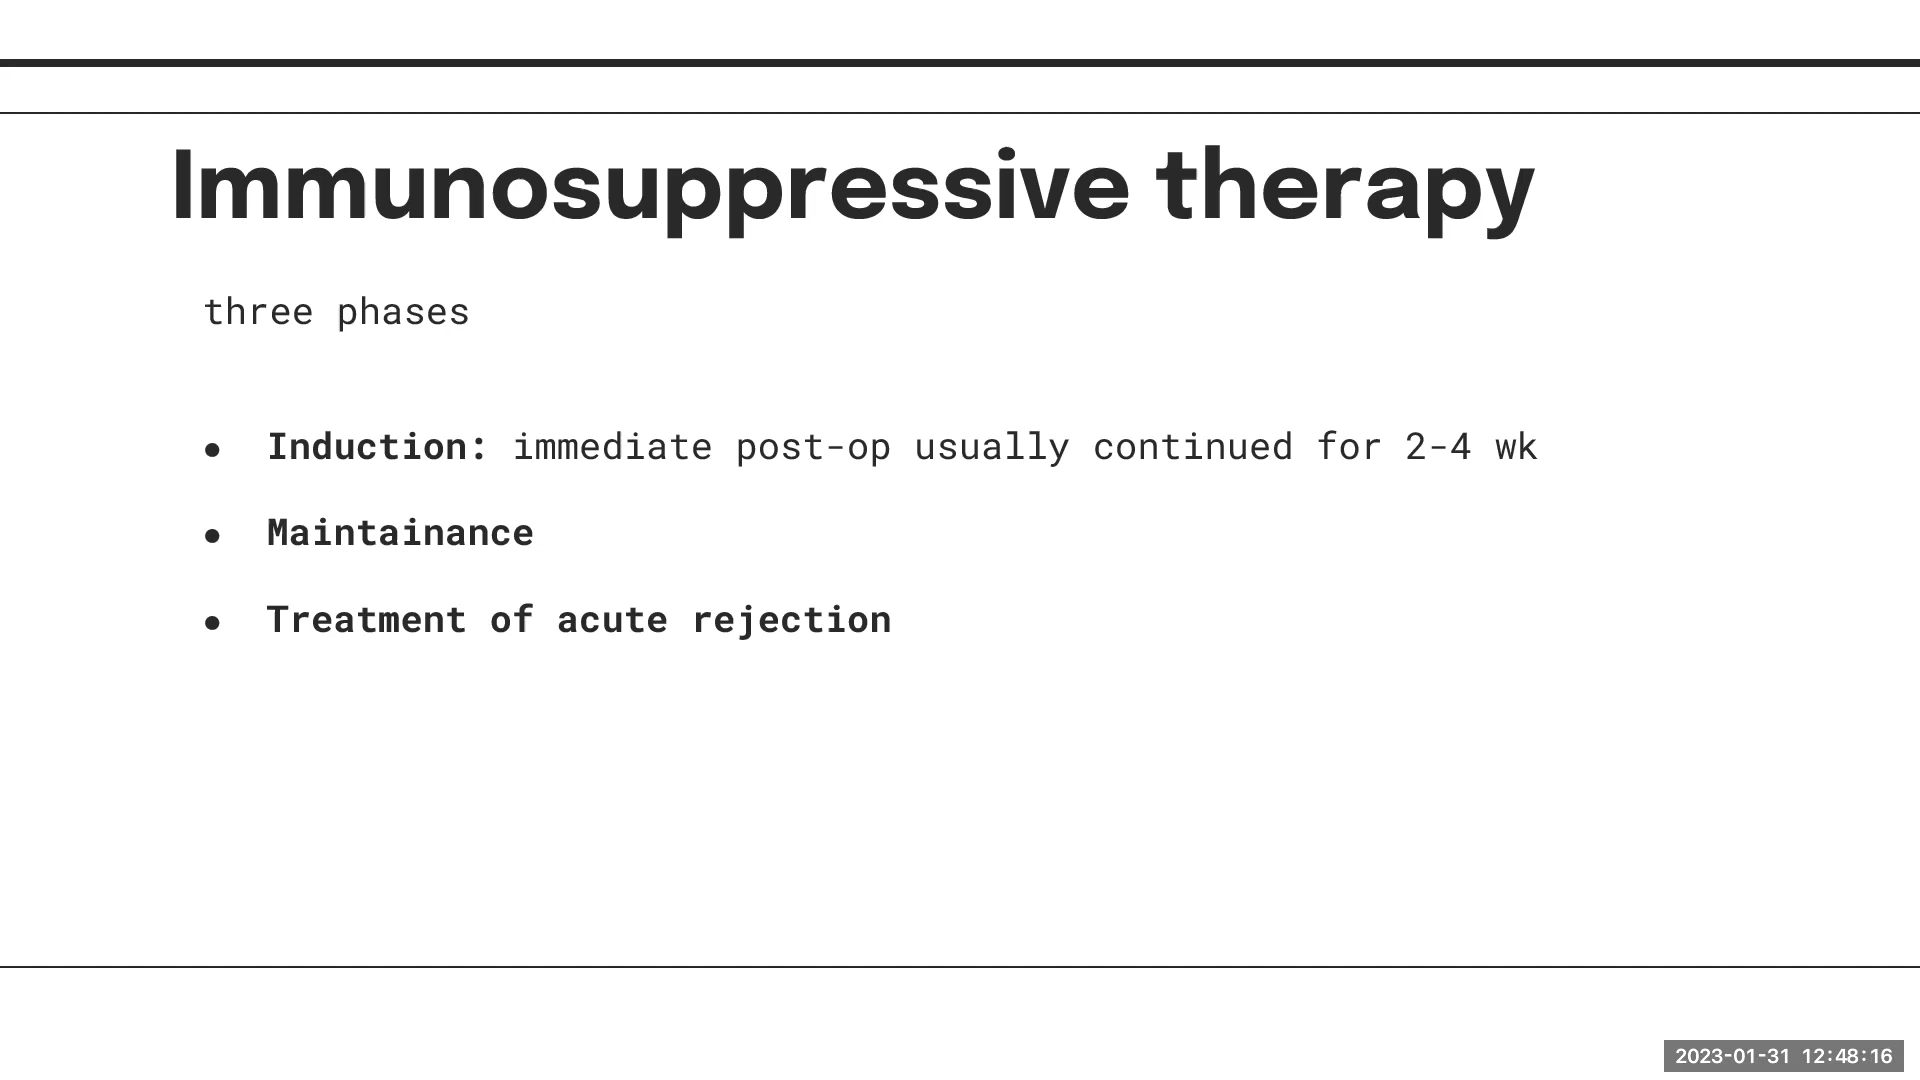 Immunosuppressive therapy
three phases
● Induction: immediate post-op usually continued for 2-4 wk
● Maintainance
● Treatment of acute rejection
2023-01-31 12:48:16